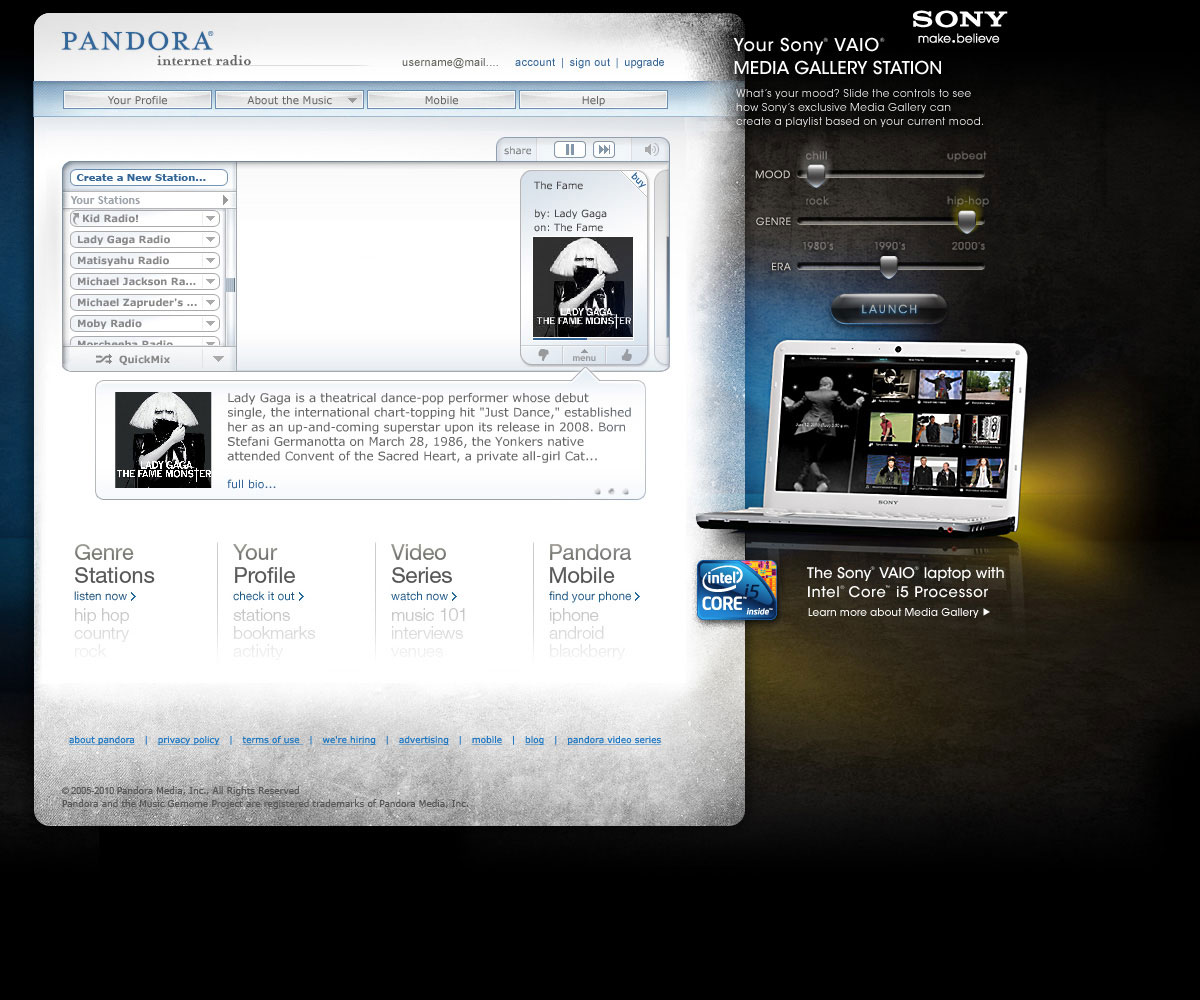 PANDORA®
internet radio
username@mail.... account | sign out | upgrade
Your Profile
About the Music
Mobile
Help
share
Create a New Station...
Your Stations
Kid Radio!
Lady Gaga Radio
Matisyahu Radio
Michael Jackson Ra...
Michael Zapruder's ...
Moby Radio
Morcheeba Radio
QuickMix
The Fame
buy
by: Lady Gaga
on: The Fame
LADY GAGA
THE FAME MONSTER
menu
LADY GAGA
THE FAME MONSTER
Lady Gaga is a theatrical dance-pop performer whose debut
single, the international chart-topping hit "Just Dance," established
her as an up-and-coming superstar upon its release in 2008. Born
Stefani Germanotta on March 28, 1986, the Yonkers native
attended Convent of the Sacred Heart, a private all-girl Cat...
full bio...
Genre
Stations
listen now
hip hop
country
rock
Your
Profile
check it out
stations
bookmarks
activity
Video
Series
watch now
music 101
interviews
venues
Pandora
Mobile
find your phone
iphone
android
blackberry
about pandora | privacy policy | terms of use | we're hiring | advertising | mobile | blog | pandora video series
© 2005-2010 Pandora Media, Inc., All Rights Reserved
Pandora and the Music Genome Project are registered trademarks of Pandora Media, Inc.
SONY
make.believe
Your Sony® VAIO®
MEDIA GALLERY STATION
What's your mood? Slide the controls to see
how Sony's exclusive Media Gallery can
create a playlist based on your current mood.
chill upbeat
MOOD
rock hip-hop
GENRE
1980's 1990's 2000's
ERA
LAUNCH
SONY
intel
CORE™ i5
inside™
The Sony® VAIO® laptop with
Intel® Core™ i5 Processor
Learn more about Media Gallery